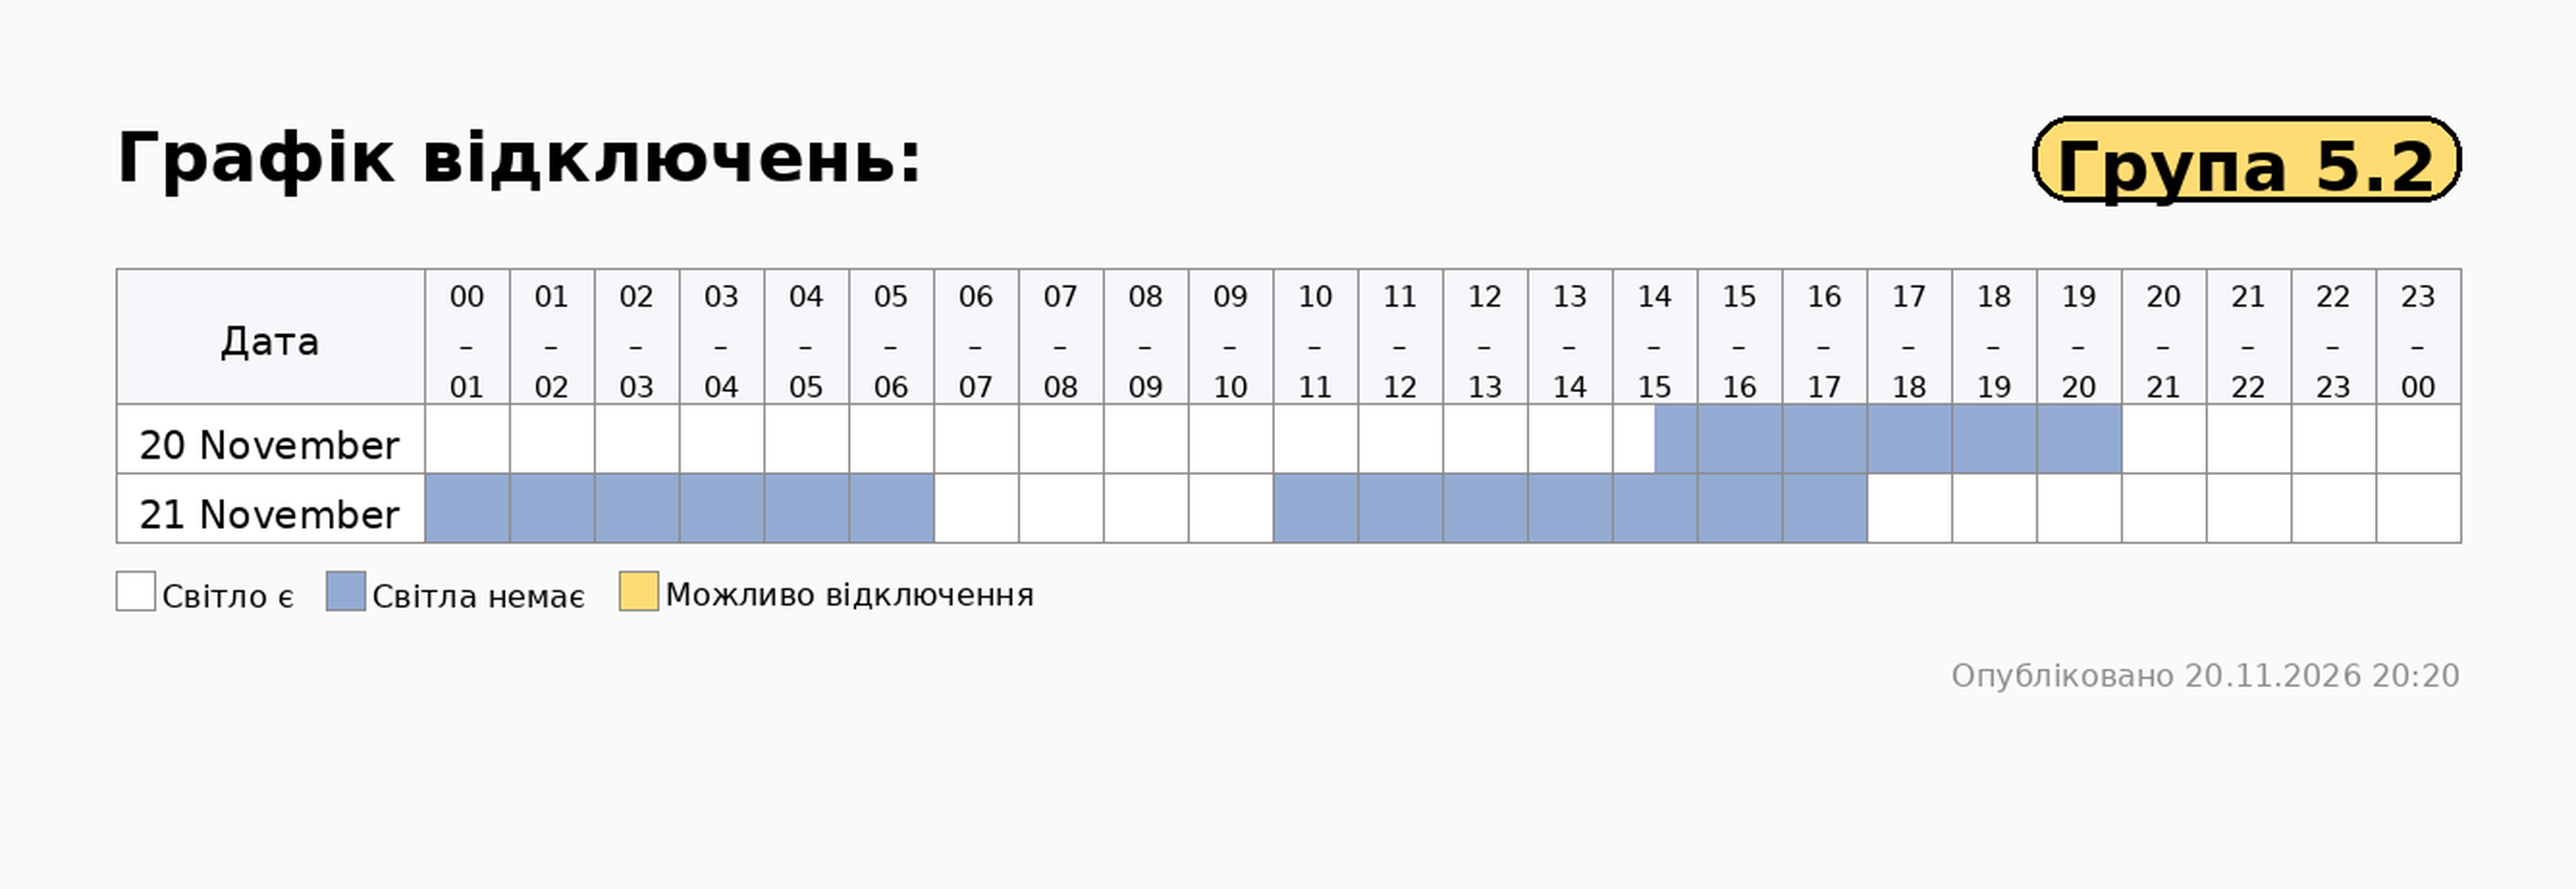 Графік відключень:
Група 5.2
Дата
00 – 01
01 – 02
02 – 03
03 – 04
04 – 05
05 – 06
06 – 07
07 – 08
08 – 09
09 – 10
10 – 11
11 – 12
12 – 13
13 – 14
14 – 15
15 – 16
16 – 17
17 – 18
18 – 19
19 – 20
20 – 21
21 – 22
22 – 23
23 – 00
20 November
21 November
Світло є
Світла немає
Можливо відключення
Опубліковано 20.11.2026 20:20